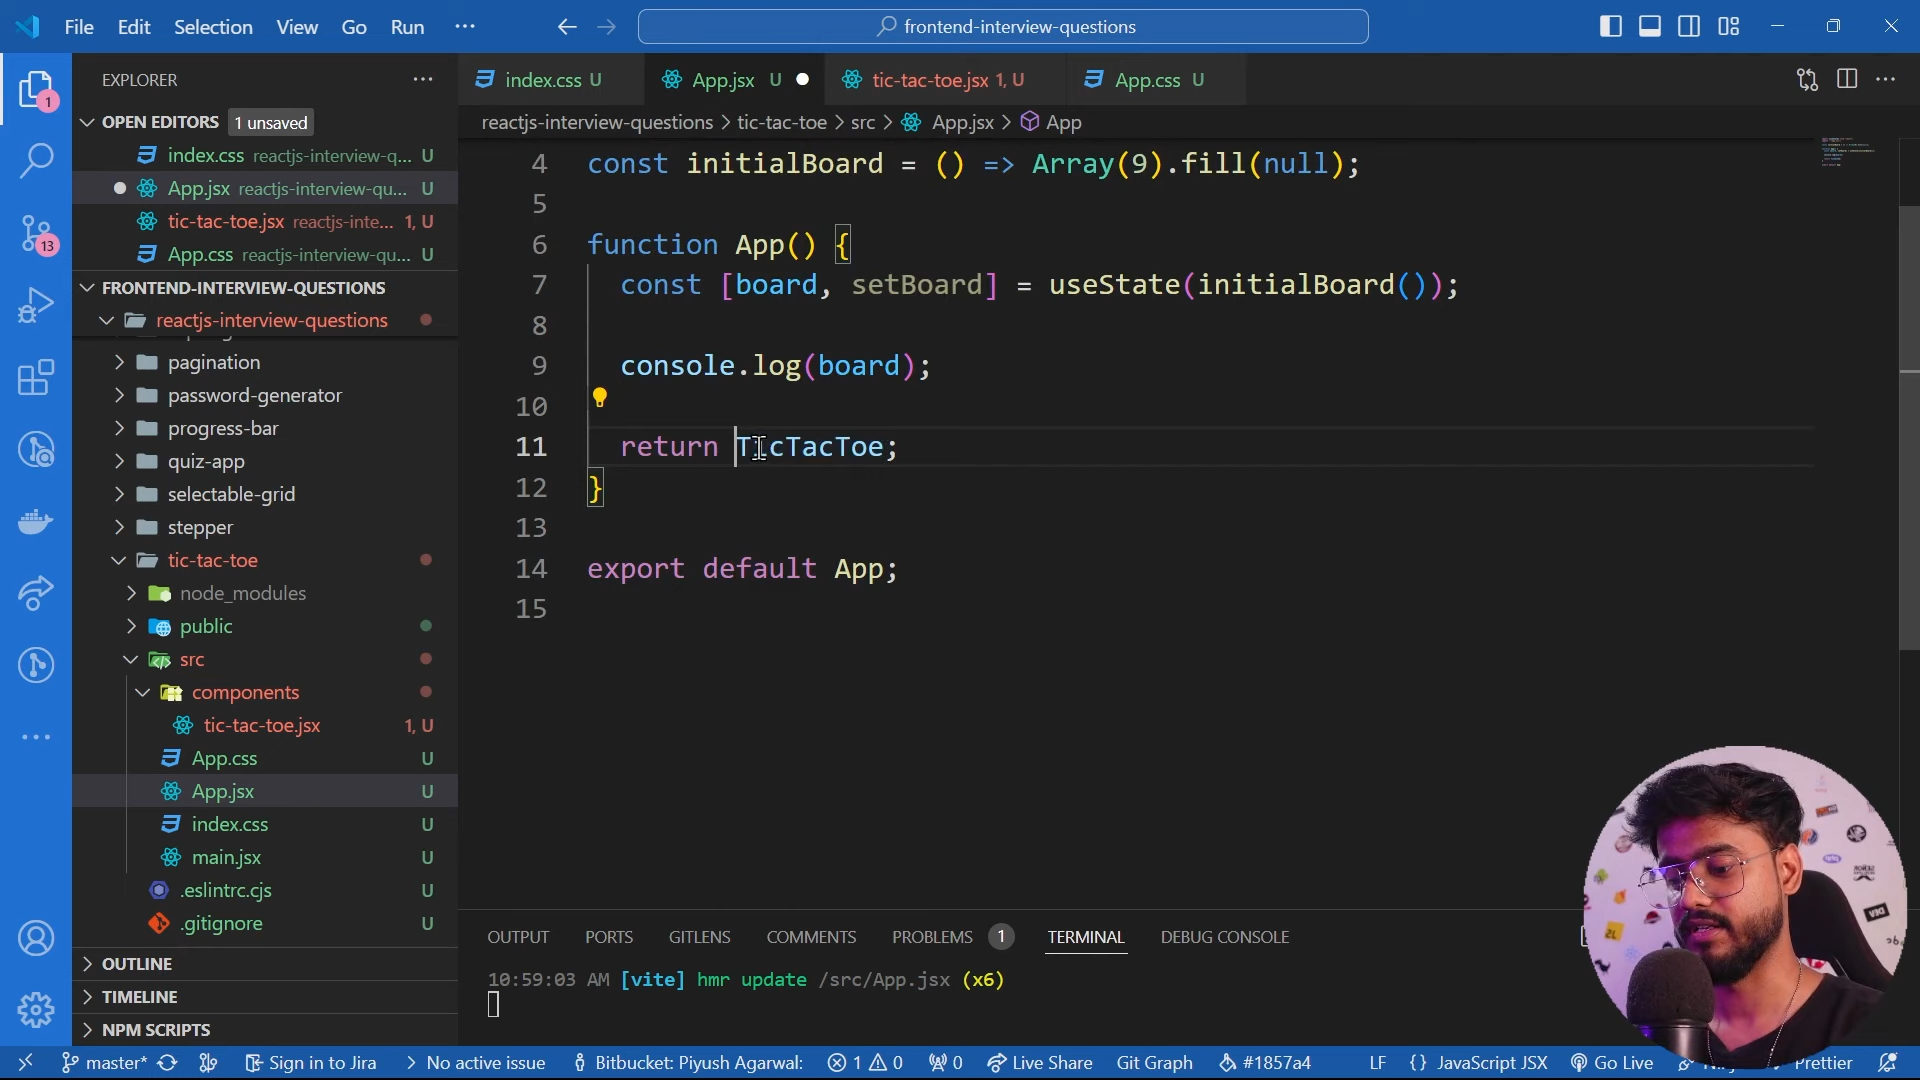 File Edit Selection View Go Run ··· frontend-interview-questions
EXPLORER
OPEN EDITORS 1 unsaved
index.css reactjs-interview-q... U
App.jsx reactjs-interview-qu... U
tic-tac-toe.jsx reactjs-inte... 1, U
App.css reactjs-interview-qu... U
FRONTEND-INTERVIEW-QUESTIONS
reactjs-interview-questions
pagination
password-generator
progress-bar
quiz-app
selectable-grid
stepper
tic-tac-toe
node_modules
public
src
components
tic-tac-toe.jsx 1, U
App.css U
App.jsx U
index.css U
main.jsx U
.eslintrc.cjs U
.gitignore U
OUTLINE
TIMELINE
NPM SCRIPTS
1
13
index.css U App.jsx U tic-tac-toe.jsx 1, U App.css U
reactjs-interview-questions > tic-tac-toe > src > App.jsx > App
4 const initialBoard = () => Array(9).fill(null);
5
6 function App() {
7 const [board, setBoard] = useState(initialBoard());
8
9 console.log(board);
10
11 return TicTacToe;
12 }
13
14 export default App;
15
OUTPUT PORTS GITLENS COMMENTS PROBLEMS 1 TERMINAL DEBUG CONSOLE
10:59:03 AM [vite] hmr update /src/App.jsx (x6)
master* Sign in to Jira No active issue Bitbucket: Piyush Agarwal: 1 0 0 Live Share Git Graph #1857a4 LF {} JavaScript JSX Go Live Prettier